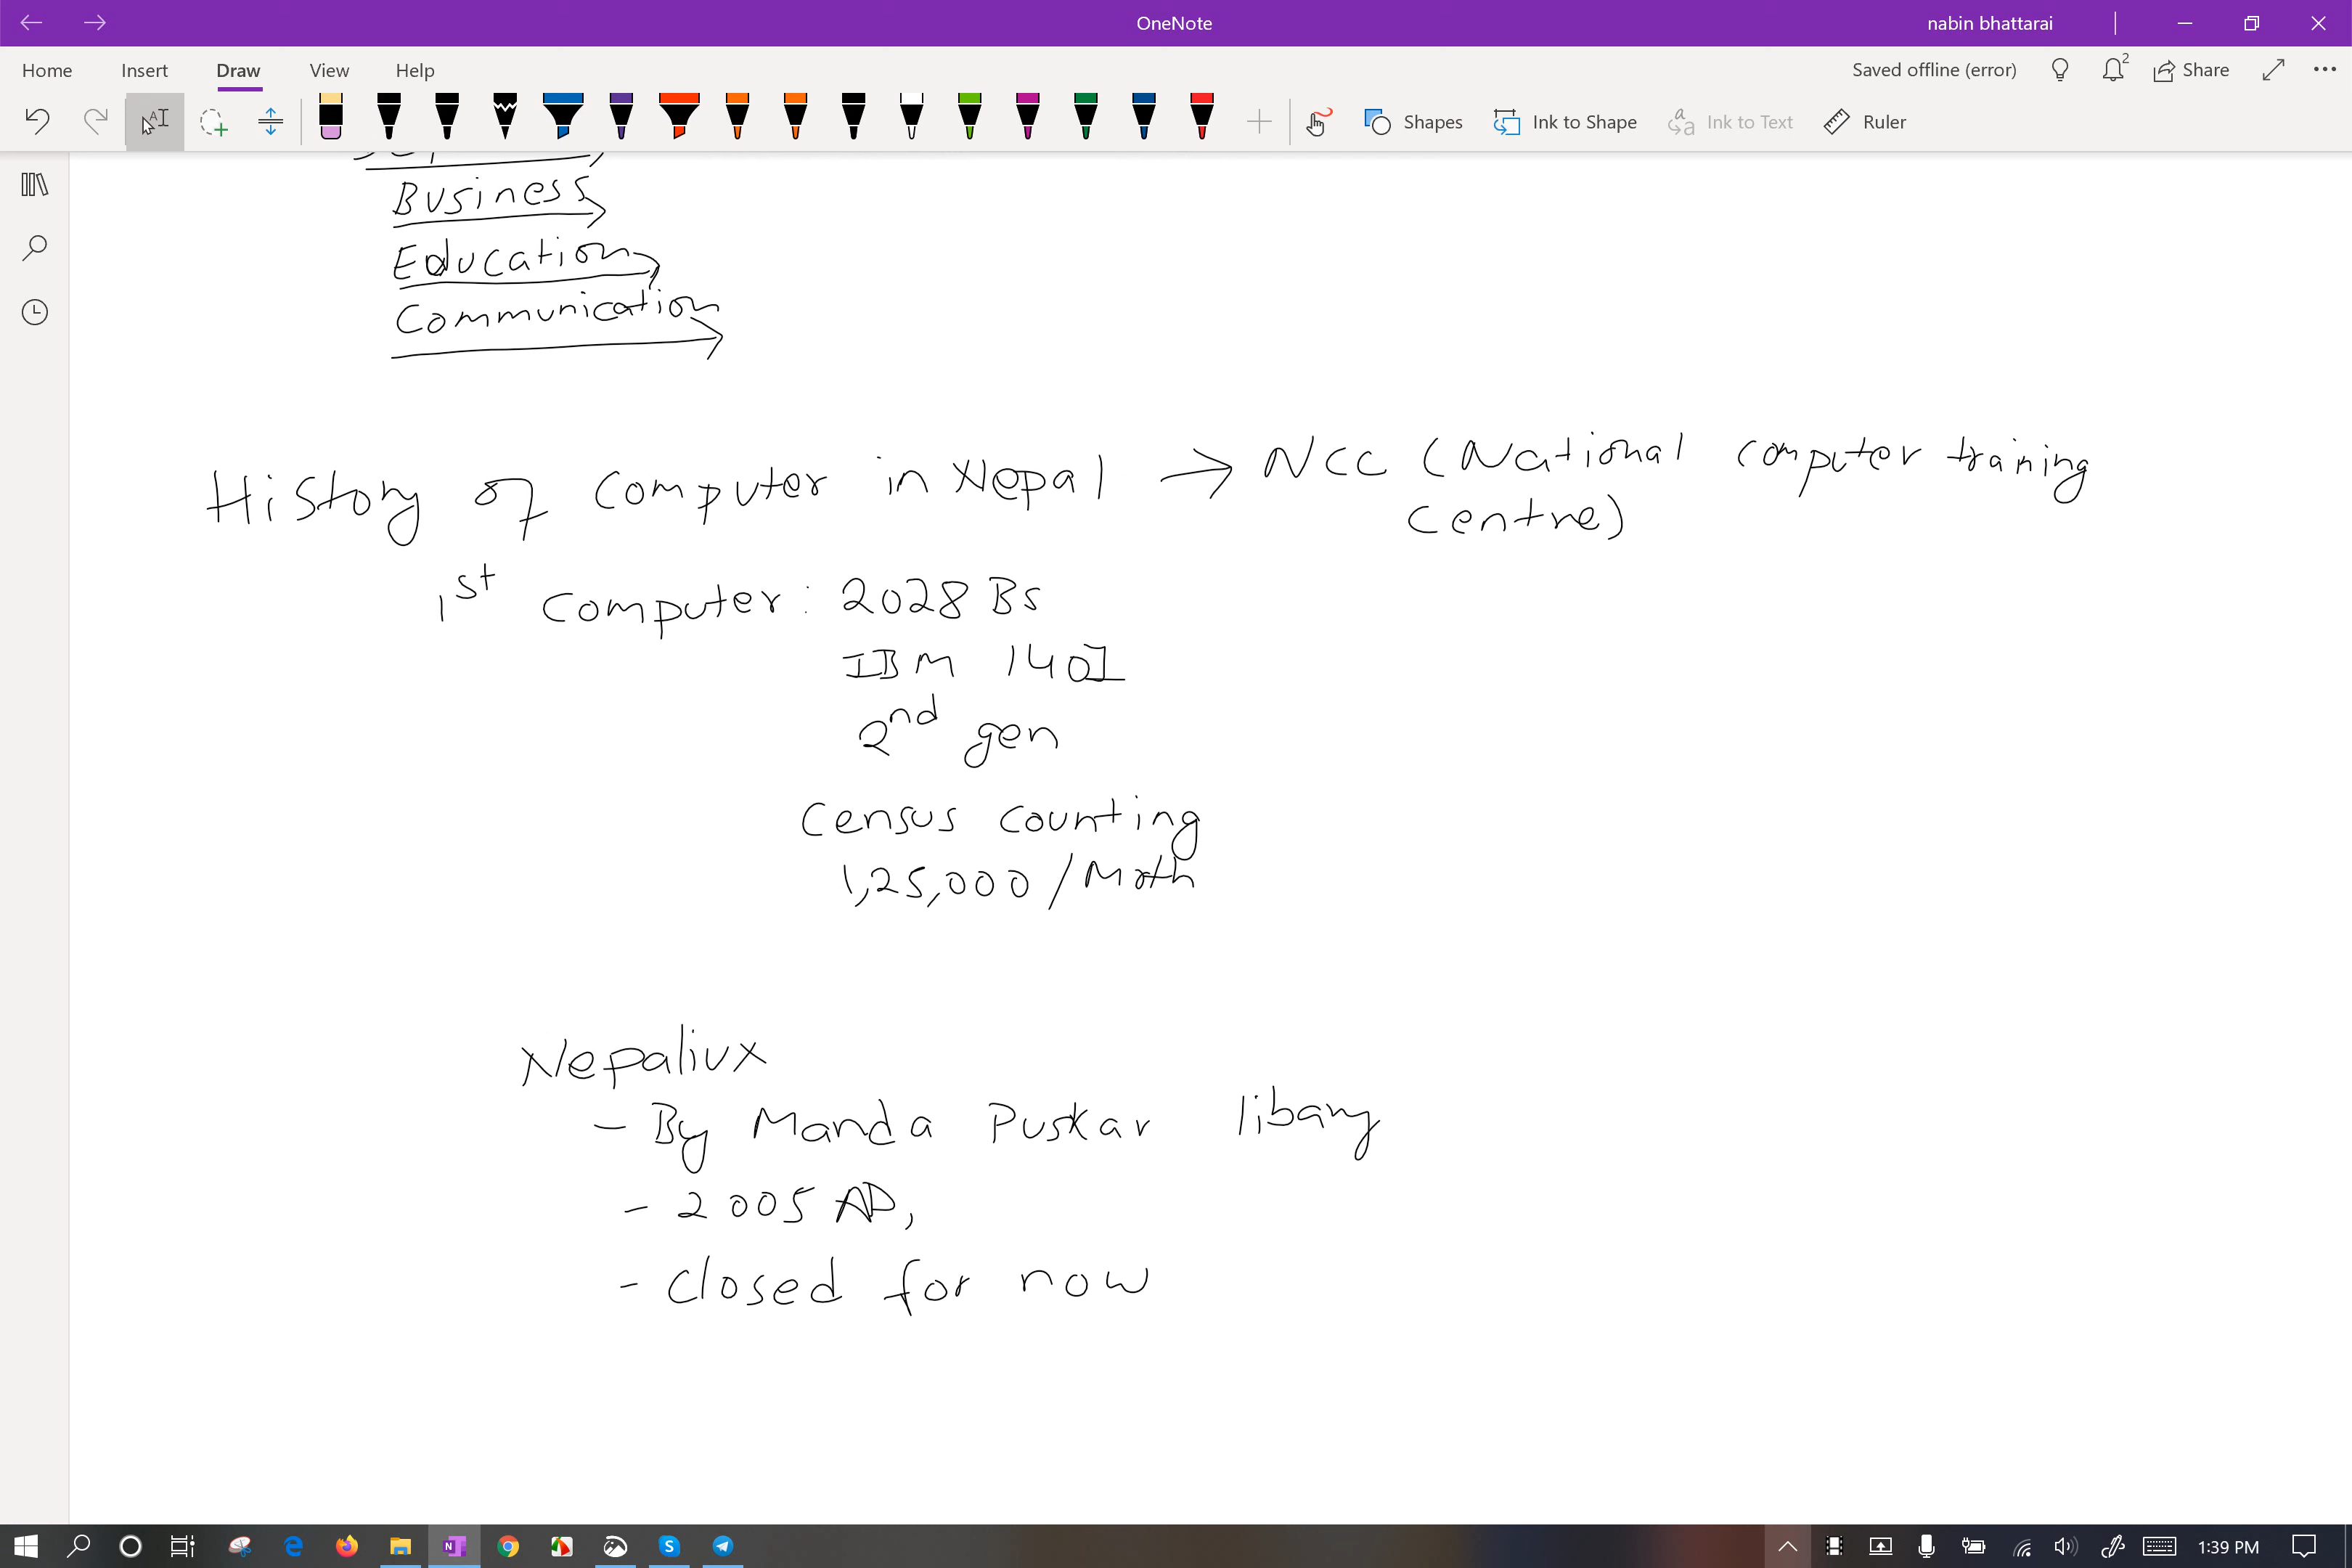 OneNote
nabin bhattarai
Home Insert Draw View Help
Saved offline (error)
2
Share
Shapes Ink to Shape Ink to Text Ruler
Business
Education
Communication
History of computer in Nepal → NCC (National computer training
centre)
1st computer: 2028 Bs
IBM 1401
2nd gen
Census counting
1,25,000 / Moth
Nepaliux
- By Manda Puskar libary
- 2005 AD,
- Closed for now
1:39 PM